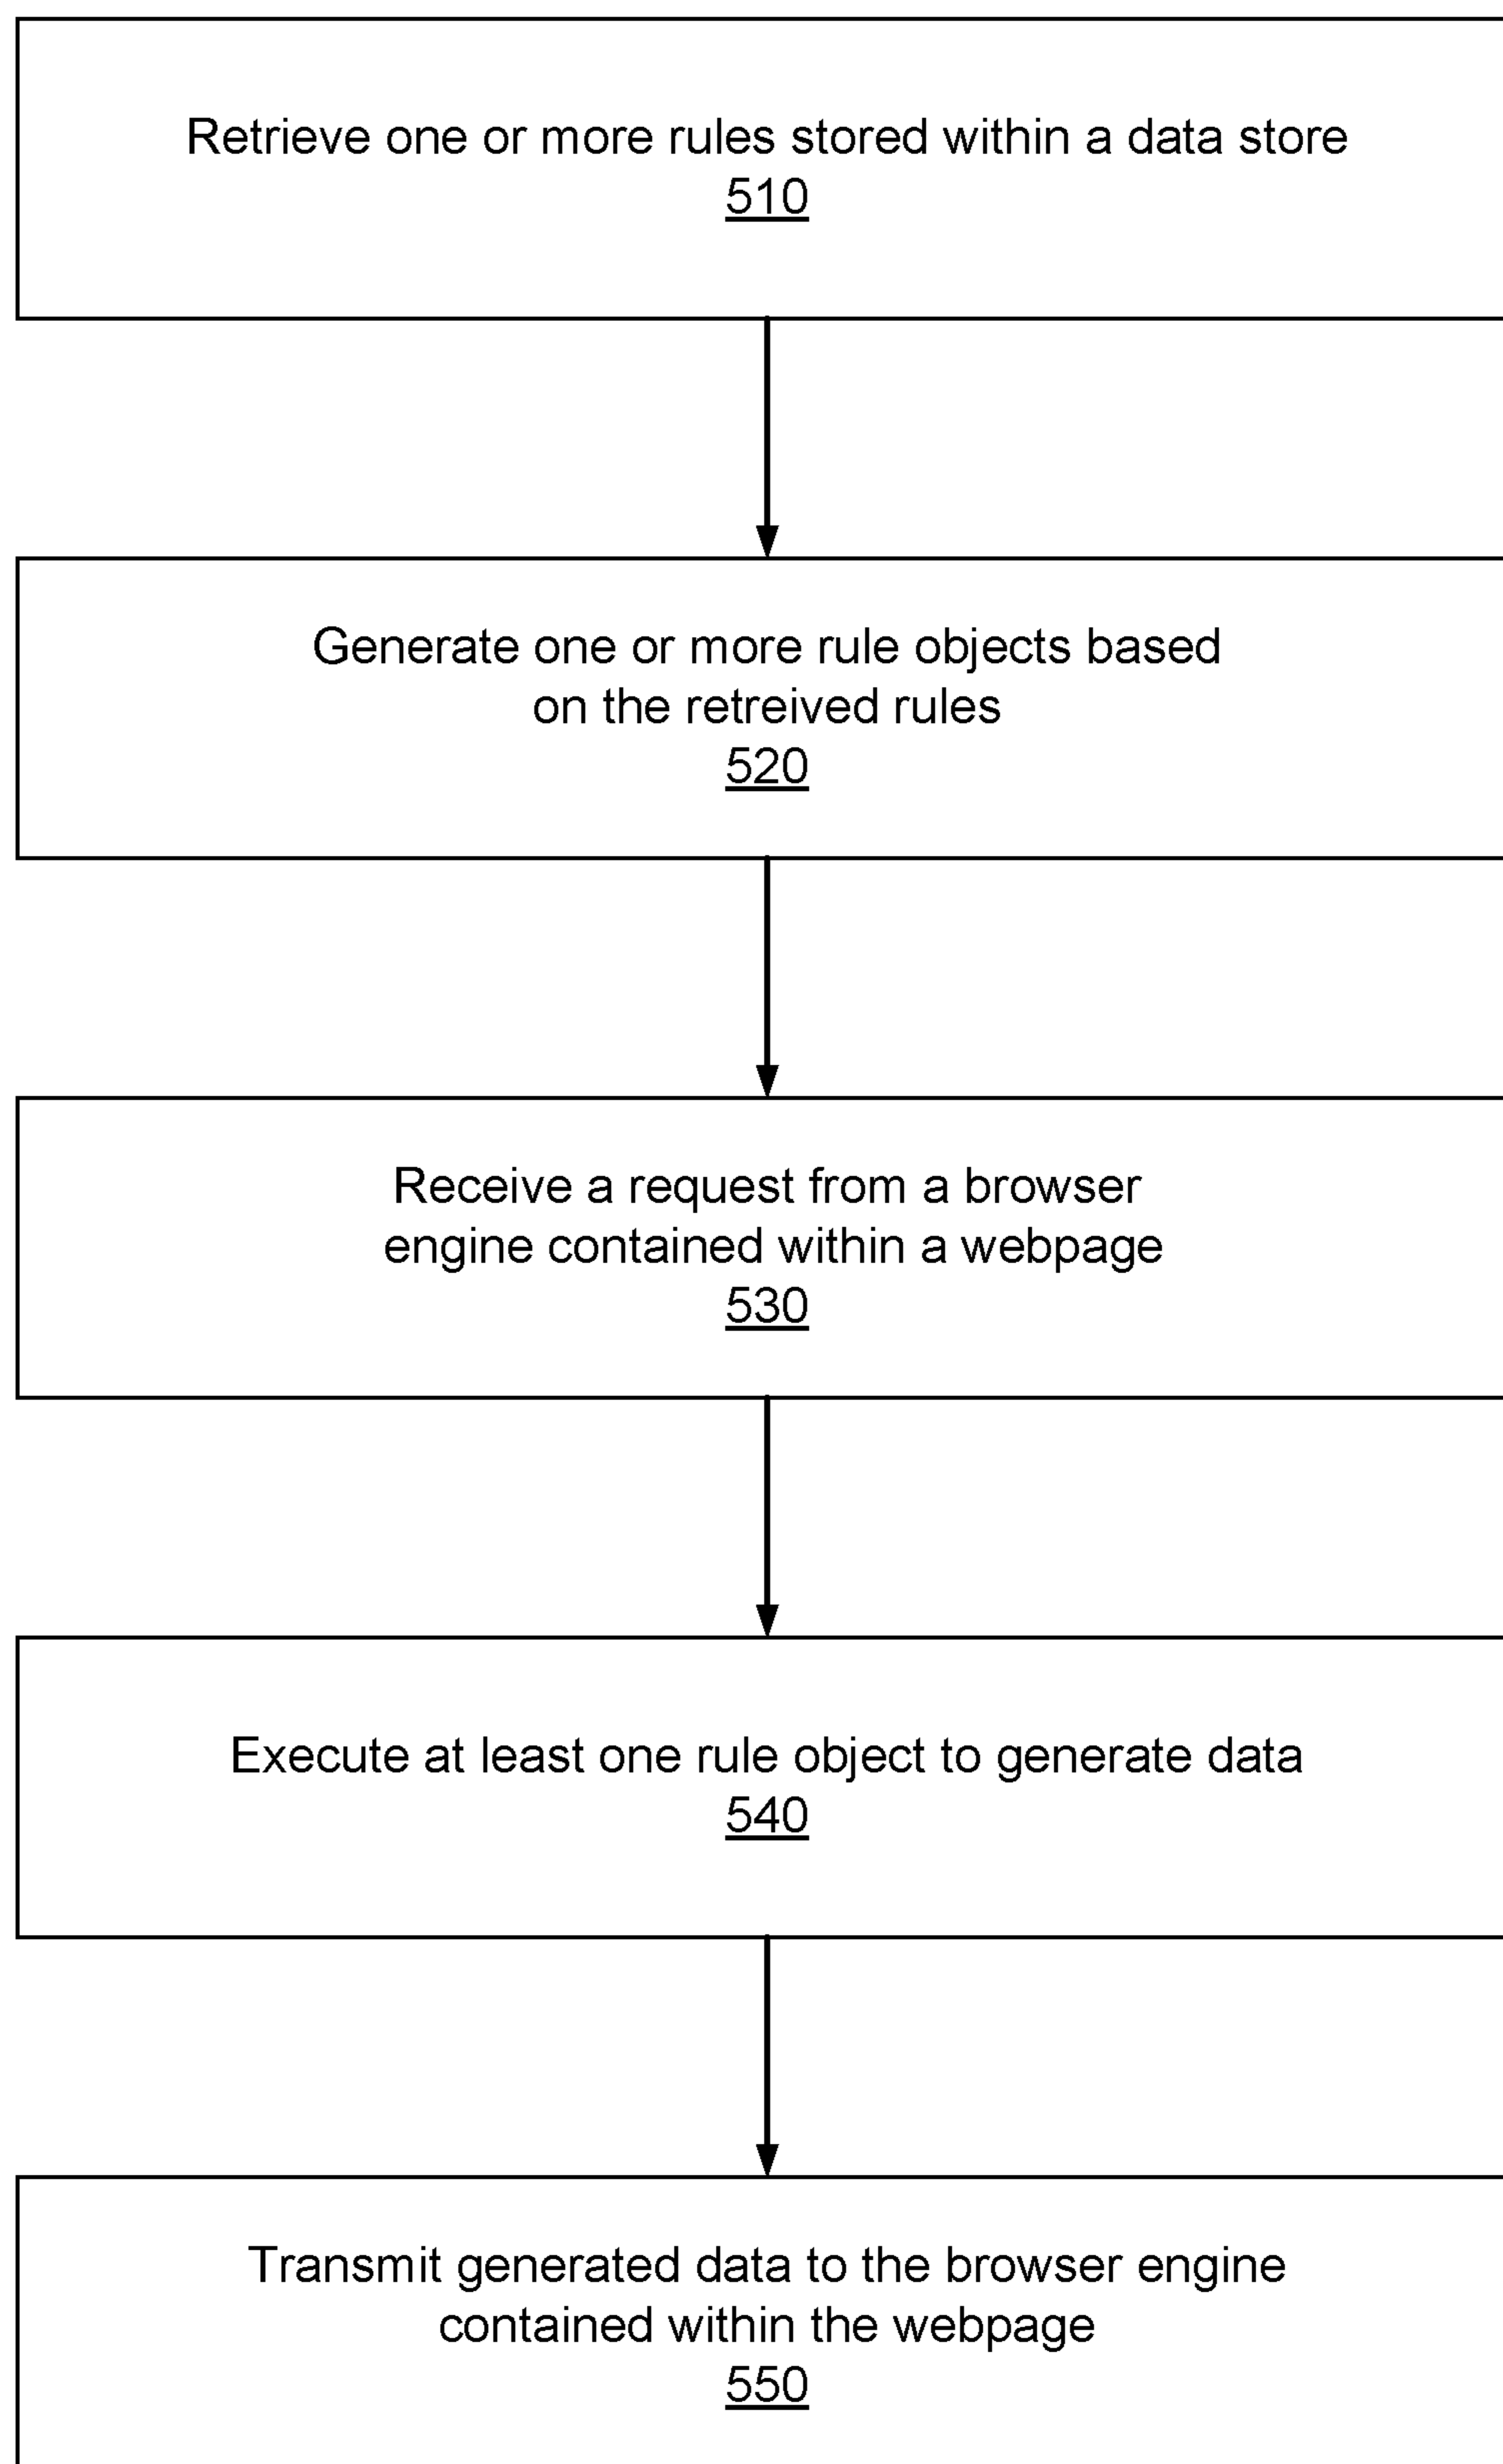 Retrieve one or more rules stored within a data store
510
Generate one or more rule objects based
on the retreived rules
520
Receive a request from a browser
engine contained within a webpage
530
Execute at least one rule object to generate data
540
Transmit generated data to the browser engine
contained within the webpage
550